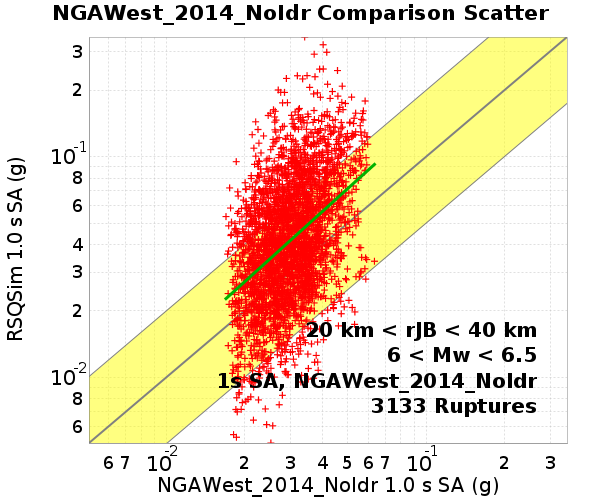 NGAWest_2014_NoIdr Comparison Scatter
RSQSim 1.0 s SA (g)
3
2
10-1
8
6
4
3
2
10-2
8
6
20 km < rJB < 40 km
6 < Mw < 6.5
1s SA, NGAWest_2014_NoIdr
3133 Ruptures
6 7 10-2 2 3 4 5 6 7 10-1 2 3
NGAWest_2014_NoIdr 1.0 s SA (g)